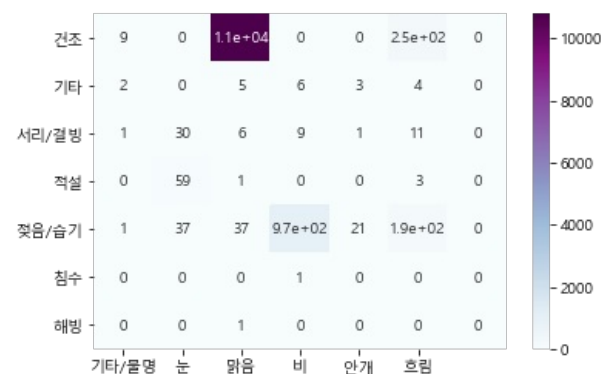 건조 9 0 1.1e+04 0 0 2.5e+02 0
기타 2 0 5 6 3 4 0
서리/결빙 1 30 6 9 1 11 0
적설 0 59 1 0 0 3 0
젖음/습기 1 37 37 9.7e+02 21 1.9e+02 0
침수 0 0 0 1 0 0 0
해빙 0 0 1 0 0 0 0
기타/불명 눈 맑음 비 안개 흐림
10000
8000
6000
4000
2000
0